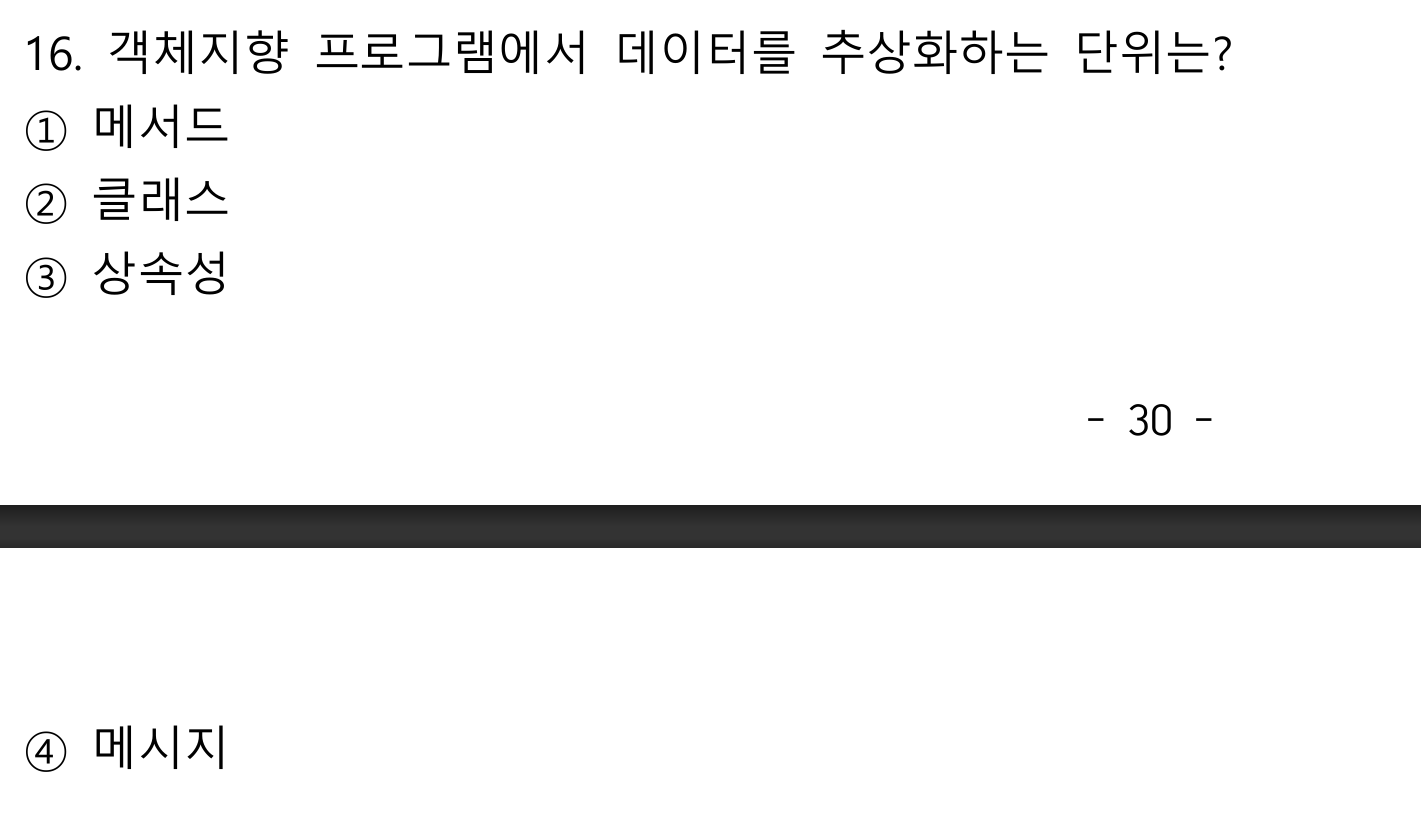 16. 객체지향 프로그램에서 데이터를 추상화하는 단위는?
① 메서드
② 클래스
③ 상속성
- 30 -
④ 메시지